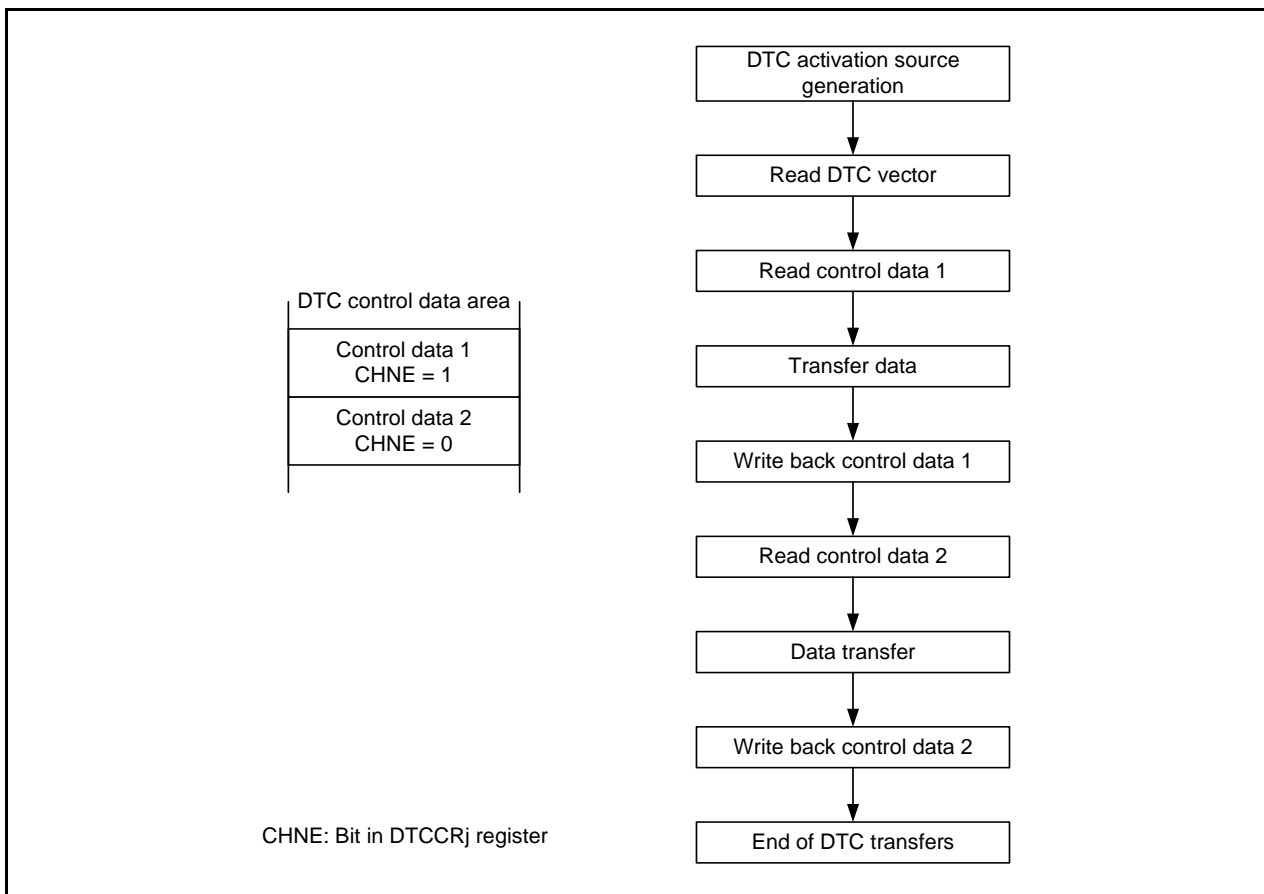 DTC control data area
Control data 1
CHNE = 1
Control data 2
CHNE = 0
CHNE: Bit in DTCCRj register
DTC activation source
generation
Read DTC vector
Read control data 1
Transfer data
Write back control data 1
Read control data 2
Data transfer
Write back control data 2
End of DTC transfers